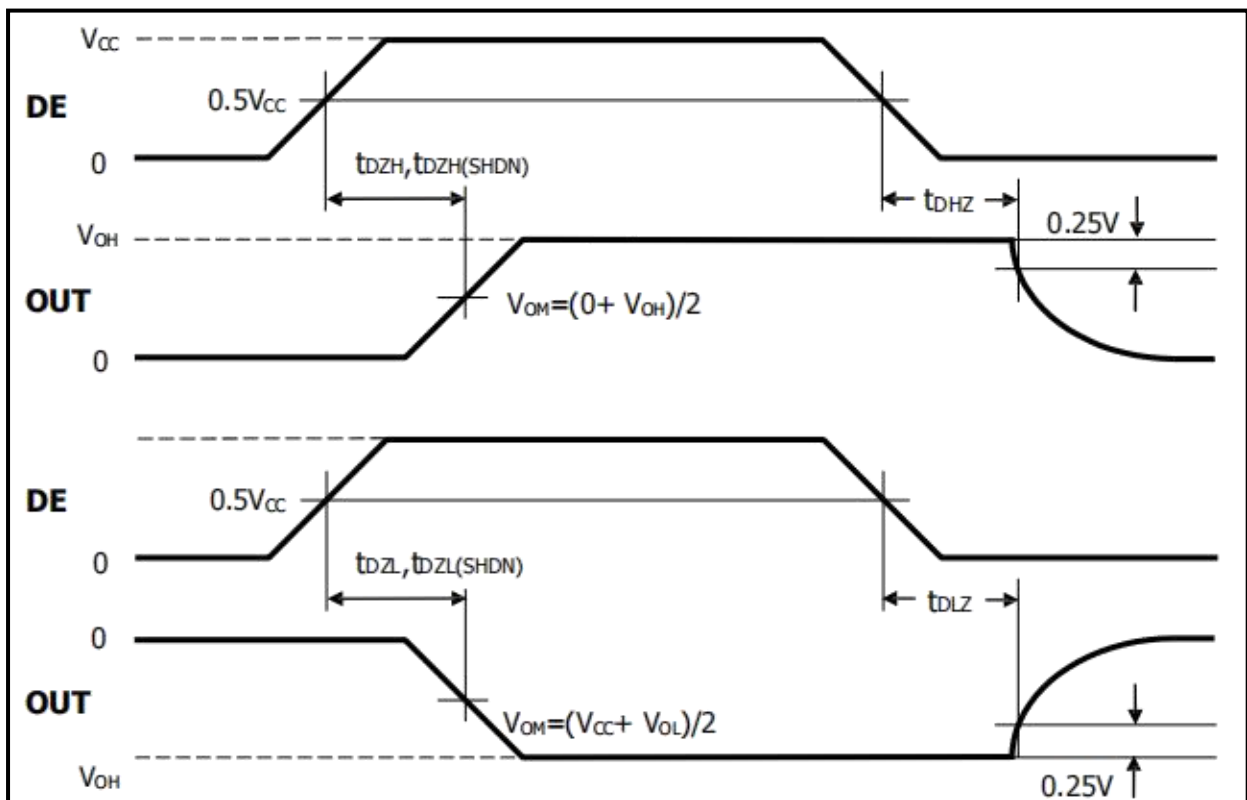 VCC
DE
0.5VCC
0
tDZH,tDZH(SHDN)
tDHZ
0.25V
VOH
OUT
VOM=(0+ VOH)/2
0
DE
0.5VCC
0
tDZL,tDZL(SHDN)
tDLZ
0
OUT
VOM=(VCC+ VOL)/2
VOH
0.25V